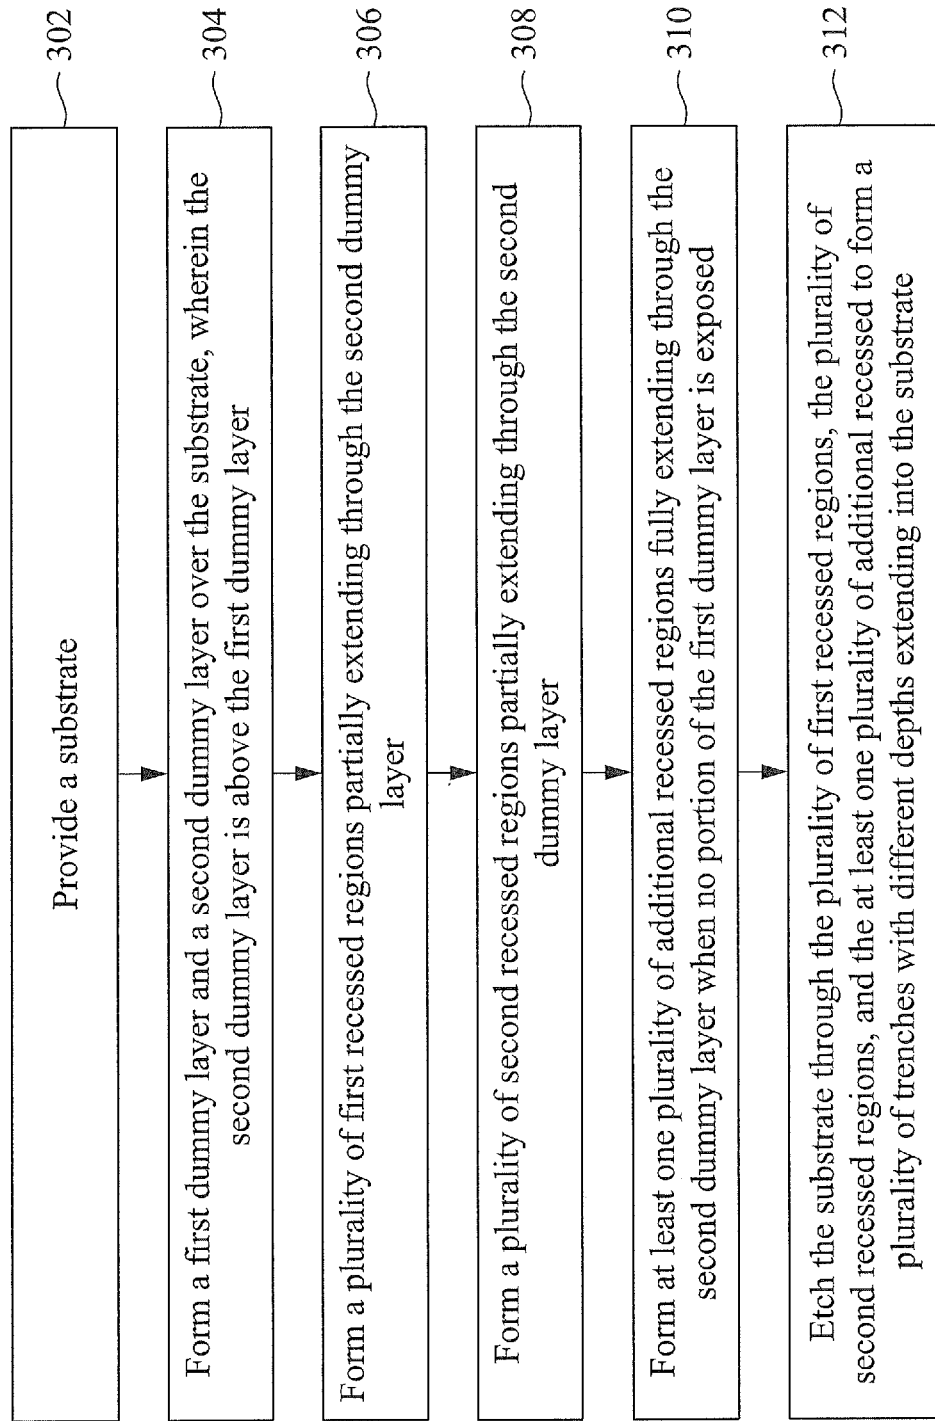 Provide a substrate
302
Form a first dummy layer and a second dummy layer over the substrate, wherein the
second dummy layer is above the first dummy layer
304
Form a plurality of first recessed regions partially extending through the second dummy
layer
306
Form a plurality of second recessed regions partially extending through the second
dummy layer
308
Form at least one plurality of additional recessed regions fully extending through the
second dummy layer when no portion of the first dummy layer is exposed
310
Etch the substrate through the plurality of first recessed regions, the plurality of
second recessed regions, and the at least one plurality of additional recessed to form a
plurality of trenches with different depths extending into the substrate
312